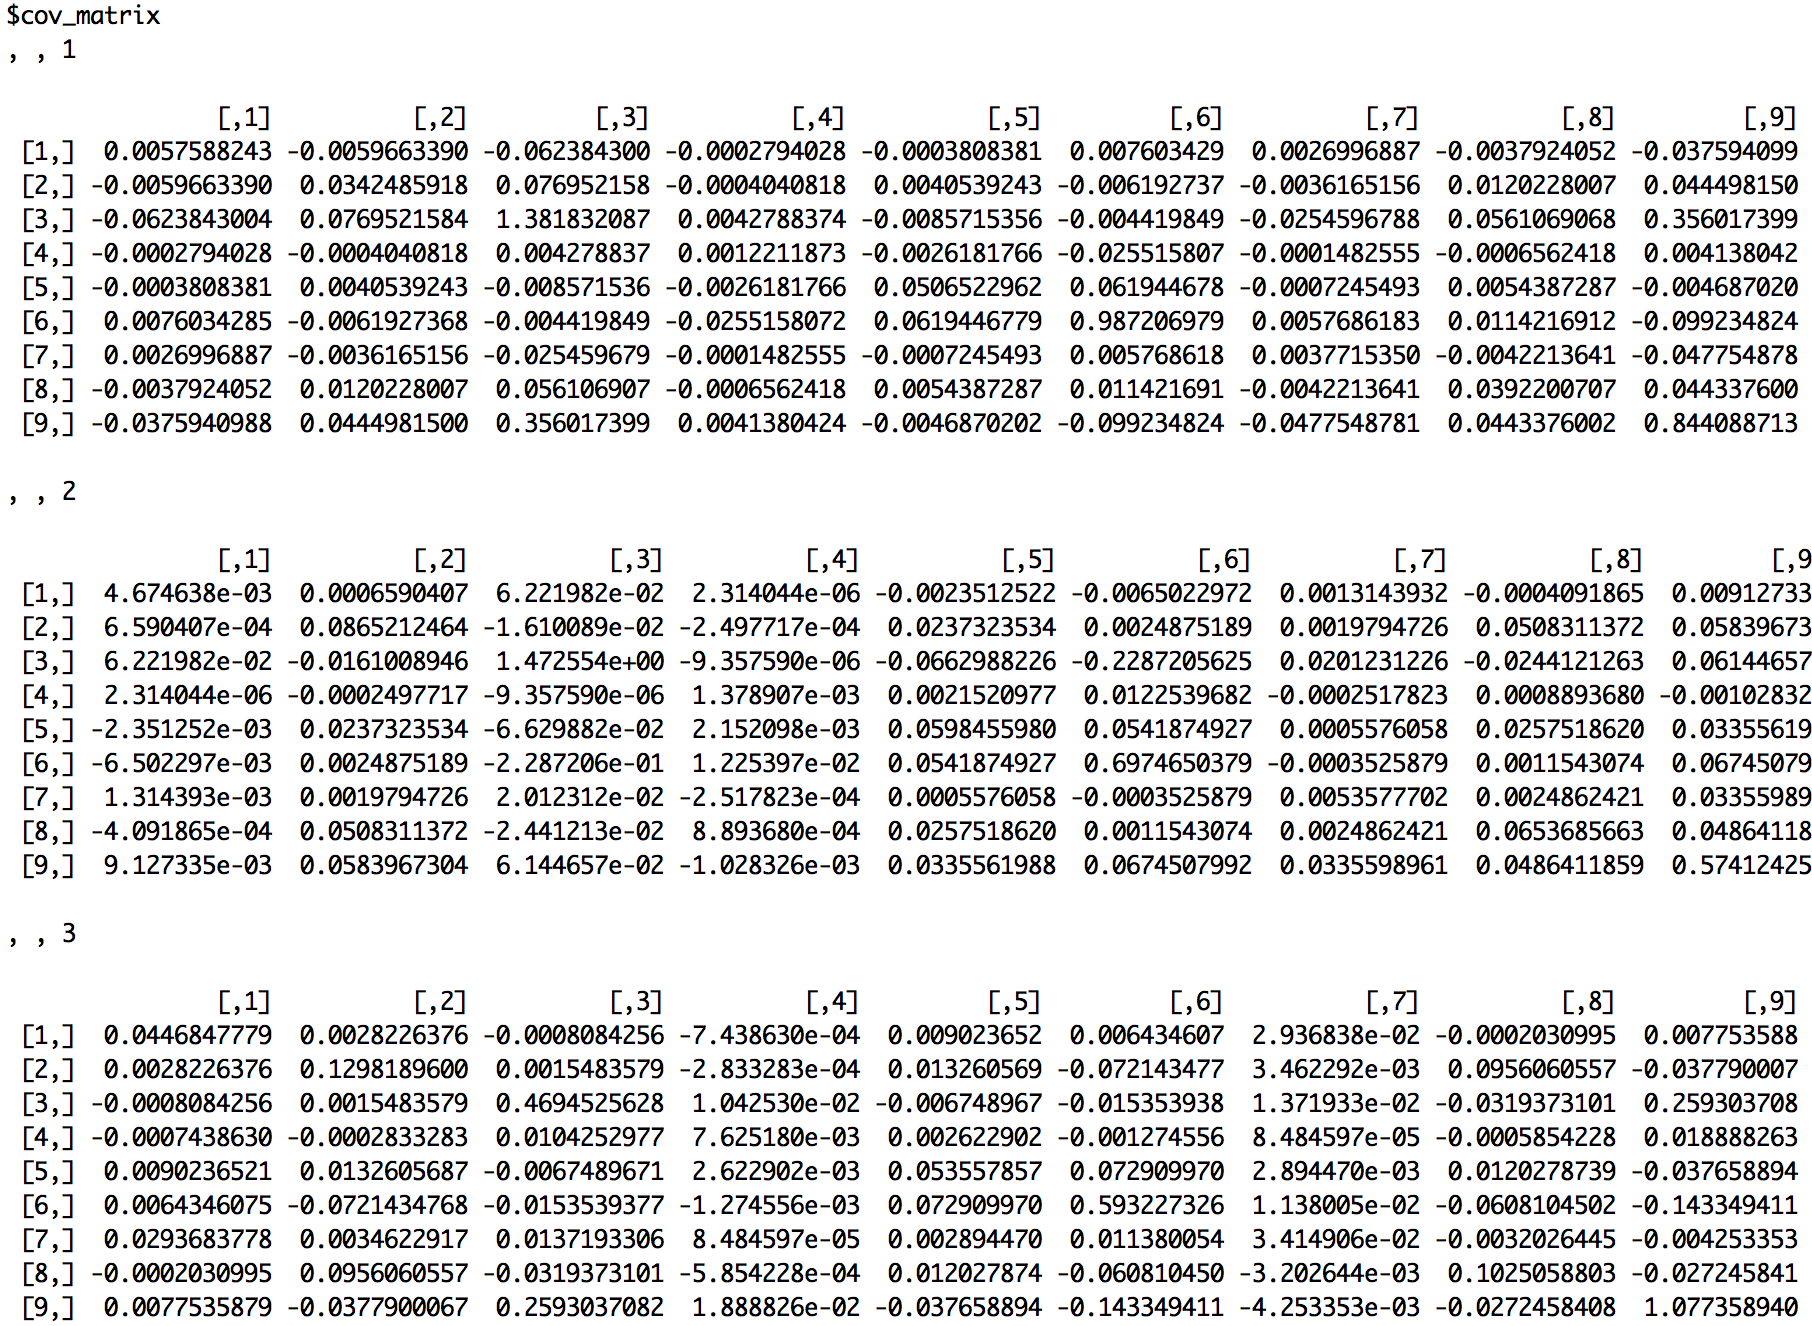 $cov_matrix
, , 1
[,1] [,2] [,3] [,4] [,5] [,6] [,7] [,8] [,9]
[1,] 0.0057588243 -0.0059663390 -0.062384300 -0.0002794028 -0.0003808381 0.007603429 0.0026996887 -0.0037924052 -0.037594099
[2,] -0.0059663390 0.0342485918 0.076952158 -0.0004040818 0.0040539243 -0.006192737 -0.0036165156 0.0120228007 0.044498150
[3,] -0.0623843004 0.0769521584 1.381832087 0.0042788374 -0.0085715356 -0.004419849 -0.0254596788 0.0561069068 0.356017399
[4,] -0.0002794028 -0.0004040818 0.004278837 0.0012211873 -0.0026181766 -0.025515807 -0.0001482555 -0.0006562418 0.004138042
[5,] -0.0003808381 0.0040539243 -0.008571536 -0.0026181766 0.0506522962 0.061944678 -0.0007245493 0.0054387287 -0.004687020
[6,] 0.0076034285 -0.0061927368 -0.004419849 -0.0255158072 0.0619446779 0.987206979 0.0057686183 0.0114216912 -0.099234824
[7,] 0.0026996887 -0.0036165156 -0.025459679 -0.0001482555 -0.0007245493 0.005768618 0.0037715350 -0.0042213641 -0.047754878
[8,] -0.0037924052 0.0120228007 0.056106907 -0.0006562418 0.0054387287 0.011421691 -0.0042213641 0.0392200707 0.044337600
[9,] -0.0375940988 0.0444981500 0.356017399 0.0041380424 -0.0046870202 -0.099234824 -0.0477548781 0.0443376002 0.844088713
, , 2
[,1] [,2] [,3] [,4] [,5] [,6] [,7] [,8] [,9
[1,] 4.674638e-03 0.0006590407 6.221982e-02 2.314044e-06 -0.0023512522 -0.0065022972 0.0013143932 -0.0004091865 0.00912733
[2,] 6.590407e-04 0.0865212464 -1.610089e-02 -2.497717e-04 0.0237323534 0.0024875189 0.0019794726 0.0508311372 0.05839673
[3,] 6.221982e-02 -0.0161008946 1.472554e+00 -9.357590e-06 -0.0662988226 -0.2287205625 0.0201231226 -0.0244121263 0.06144657
[4,] 2.314044e-06 -0.0002497717 -9.357590e-06 1.378907e-03 0.0021520977 0.0122539682 -0.0002517823 0.0008893680 -0.00102832
[5,] -2.351252e-03 0.0237323534 -6.629882e-02 2.152098e-03 0.0598455980 0.0541874927 0.0005576058 0.0257518620 0.03355619
[6,] -6.502297e-03 0.0024875189 -2.287206e-01 1.225397e-02 0.0541874927 0.6974650379 -0.0003525879 0.0011543074 0.06745079
[7,] 1.314393e-03 0.0019794726 2.012312e-02 -2.517823e-04 0.0005576058 -0.0003525879 0.0053577702 0.0024862421 0.03355989
[8,] -4.091865e-04 0.0508311372 -2.441213e-02 8.893680e-04 0.0257518620 0.0011543074 0.0024862421 0.0653685663 0.04864118
[9,] 9.127335e-03 0.0583967304 6.144657e-02 -1.028326e-03 0.0335561988 0.0674507992 0.0335598961 0.0486411859 0.57412425
, , 3
[,1] [,2] [,3] [,4] [,5] [,6] [,7] [,8] [,9]
[1,] 0.0446847779 0.0028226376 -0.0008084256 -7.438630e-04 0.009023652 0.006434607 2.936838e-02 -0.0002030995 0.007753588
[2,] 0.0028226376 0.1298189600 0.0015483579 -2.833283e-04 0.013260569 -0.072143477 3.462292e-03 0.0956060557 -0.037790007
[3,] -0.0008084256 0.0015483579 0.4694525628 1.042530e-02 -0.006748967 -0.015353938 1.371933e-02 -0.0319373101 0.259303708
[4,] -0.0007438630 -0.0002833283 0.0104252977 7.625180e-03 0.002622902 -0.001274556 8.484597e-05 -0.0005854228 0.018888263
[5,] 0.0090236521 0.0132605687 -0.0067489671 2.622902e-03 0.053557857 0.072909970 2.894470e-03 0.0120278739 -0.037658894
[6,] 0.0064346075 -0.0721434768 -0.0153539377 -1.274556e-03 0.072909970 0.593227326 1.138005e-02 -0.0608104502 -0.143349411
[7,] 0.0293683778 0.0034622917 0.0137193306 8.484597e-05 0.002894470 0.011380054 3.414906e-02 -0.0032026445 -0.004253353
[8,] -0.0002030995 0.0956060557 -0.0319373101 -5.854228e-04 0.012027874 -0.060810450 -3.202644e-03 0.1025058803 -0.027245841
[9,] 0.0077535879 -0.0377900067 0.2593037082 1.888826e-02 -0.037658894 -0.143349411 -4.253353e-03 -0.0272458408 1.077358940